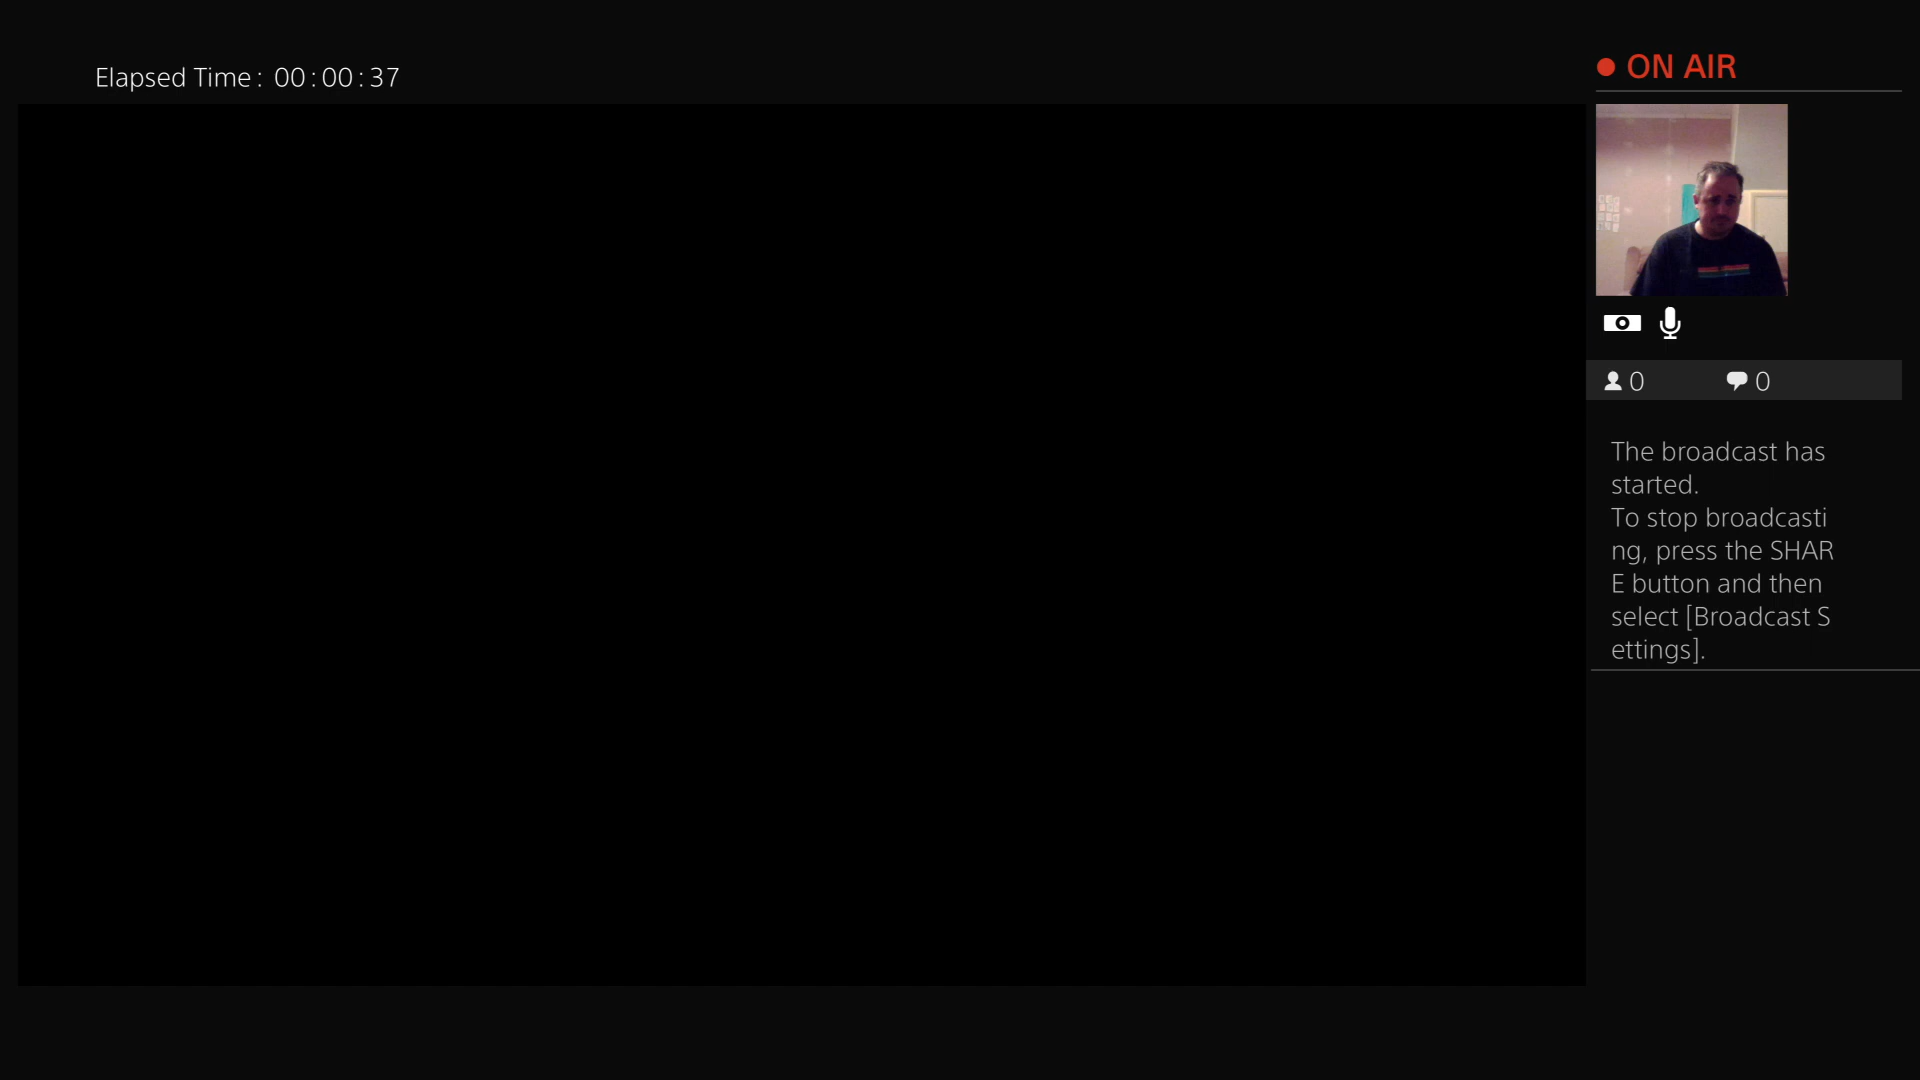 Elapsed Time: 00:00:37
ON AIR
0 0
The broadcast has
started.
To stop broadcasti
ng, press the SHAR
E button and then
select [Broadcast S
ettings].